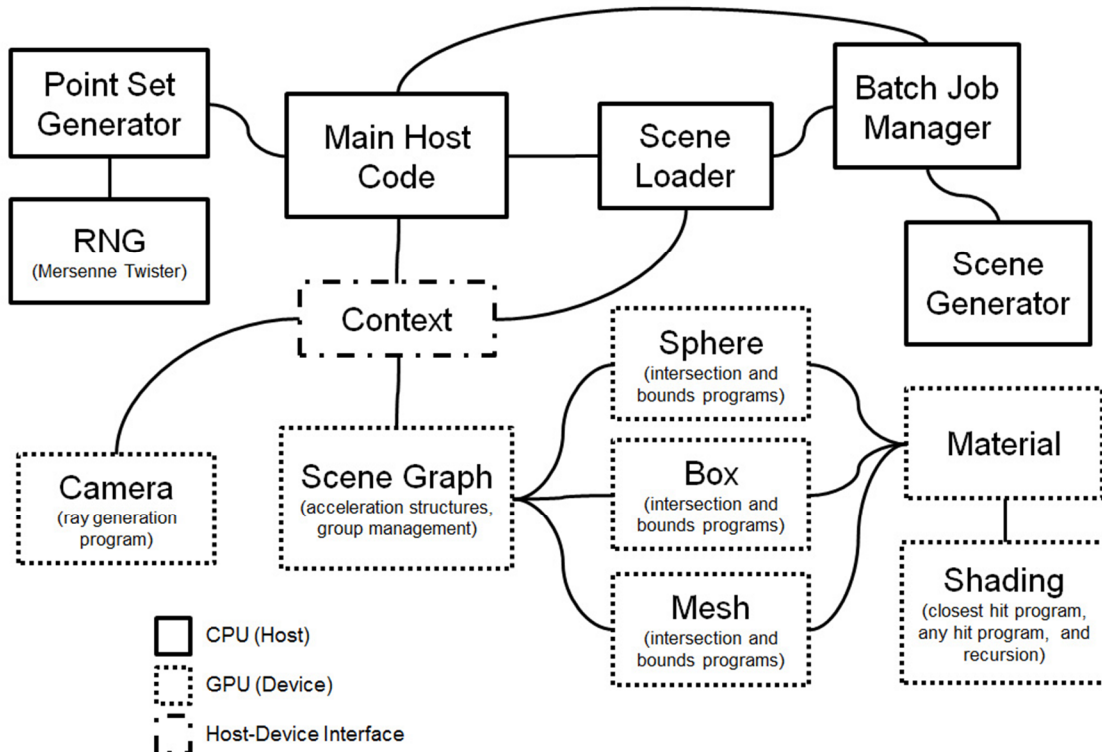 Point Set
Generator
RNG
(Mersenne Twister)
Main Host
Code
Scene
Loader
Batch Job
Manager
Scene
Generator
Context
Camera
(ray generation
program)
Scene Graph
(acceleration structures,
group management)
Sphere
(intersection and
bounds programs)
Box
(intersection and
bounds programs)
Mesh
(intersection and
bounds programs)
Material
Shading
(closest hit program,
any hit program, and
recursion)
CPU (Host)
GPU (Device)
Host-Device Interface